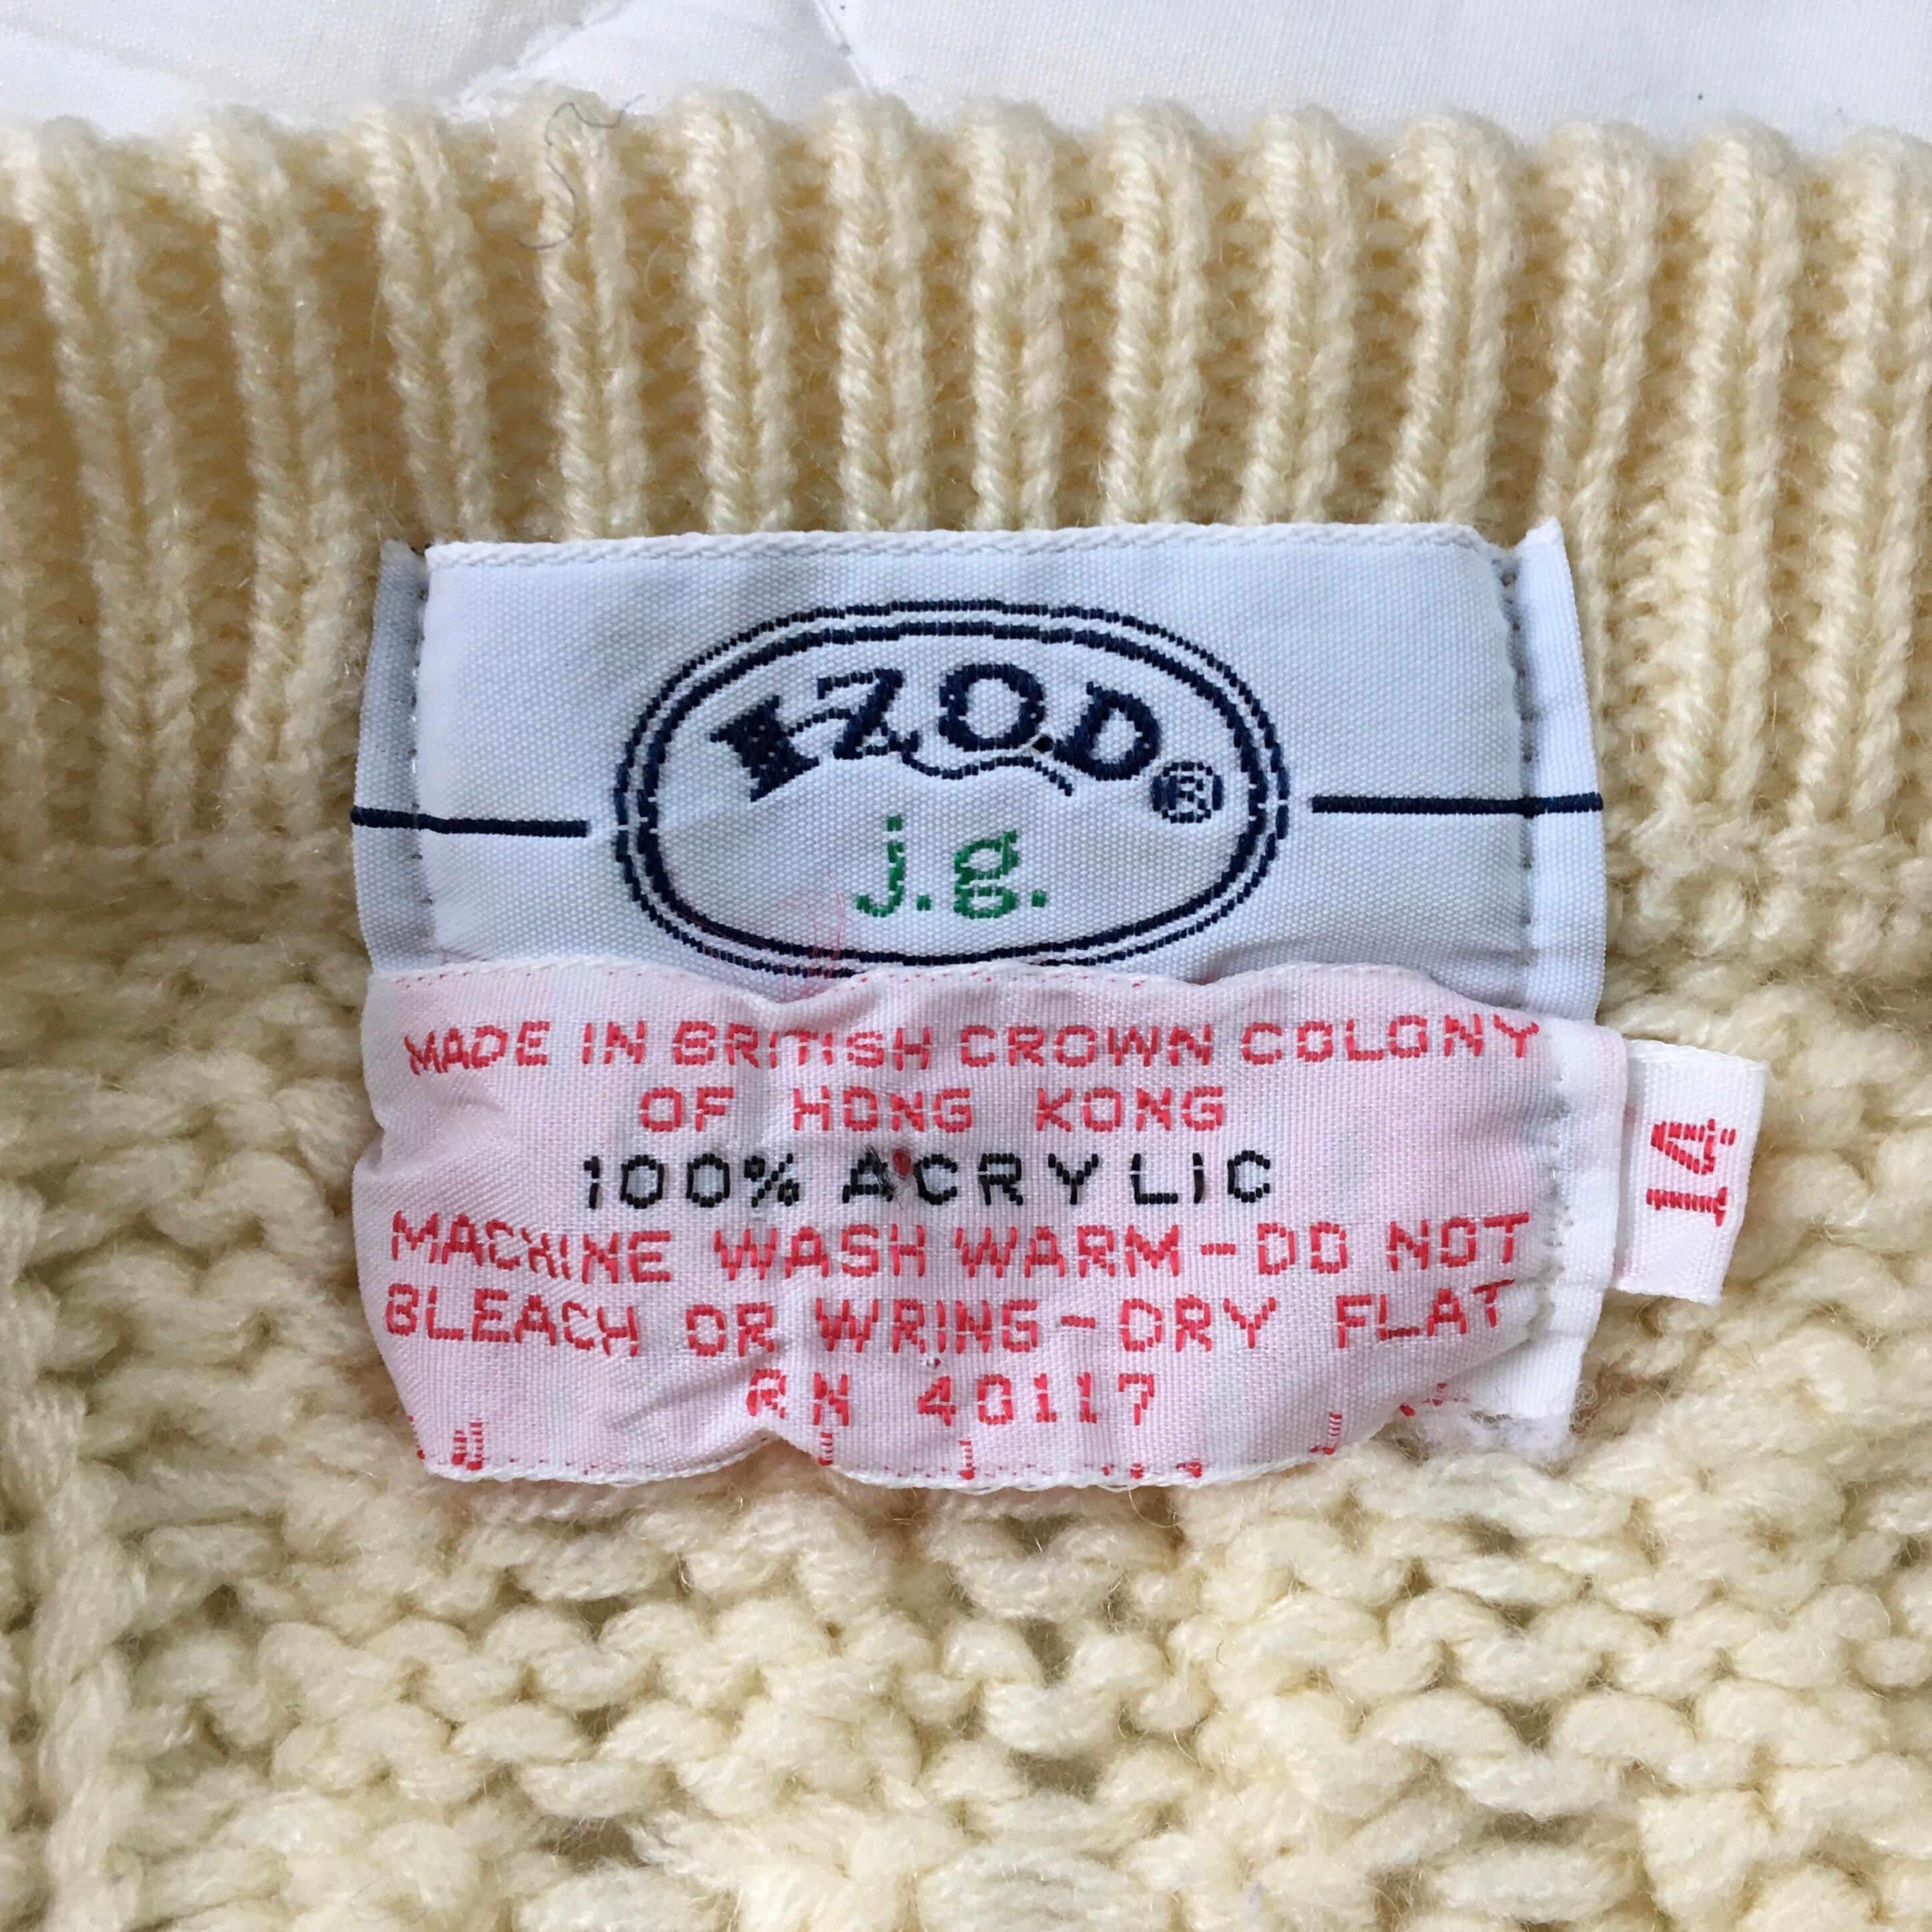 IZOD®
j.g.
MADE IN BRITISH CROWN COLONY
OF HONG KONG
100% ACRYLIC
MACHINE WASH WARM-DO NOT
BLEACH OR WRING-DRY FLAT
RN 40117
14